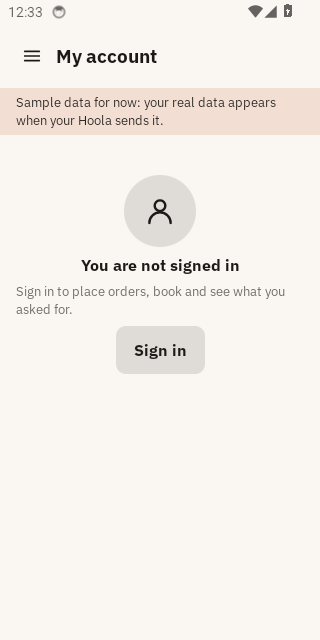 12:33
My account
Sample data for now: your real data appears
when your Hoola sends it.
You are not signed in
Sign in to place orders, book and see what you
asked for.
Sign in